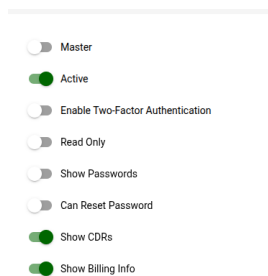 Master
Active
Enable Two-Factor Authentication
Read Only
Show Passwords
Can Reset Password
Show CDRs
Show Billing Info